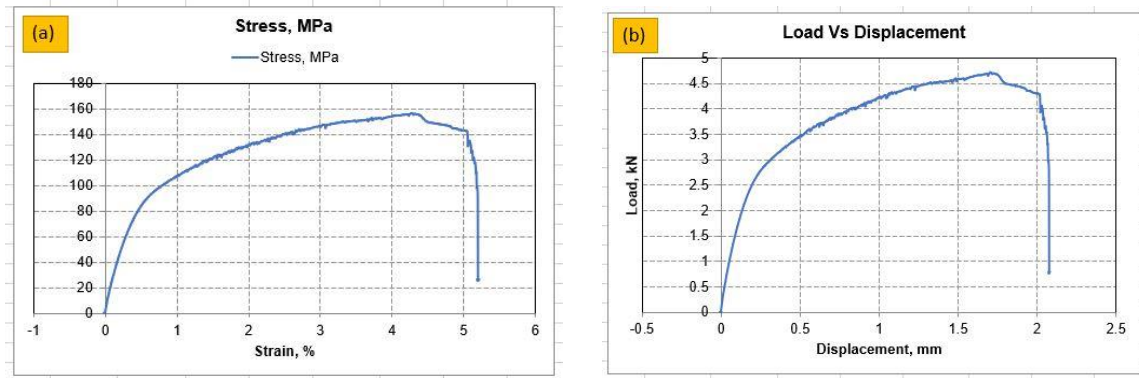 (a)
Stress, MPa
Stress, MPa
180
160
140
120
100
80
60
40
20
0
-1 0 1 2 3 4 5 6
Strain, %
(b)
Load Vs Displacement
Load, kN
5
4.5
4
3.5
3
2.5
2
1.5
1
0.5
0
-0.5 0 0.5 1 1.5 2 2.5
Displacement, mm